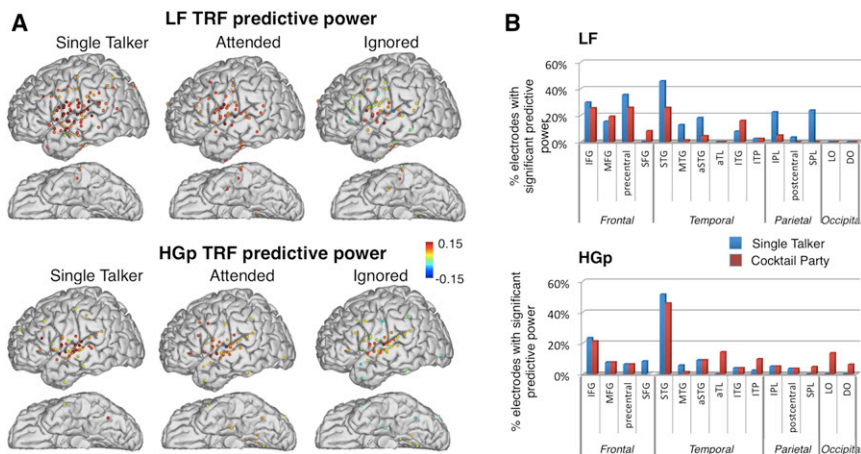 A
LF TRF predictive power
Single Talker Attended Ignored
HGp TRF predictive power
0.15
-0.15
Single Talker Attended Ignored
B
LF
% electrodes with
significant predictive
power
60%
40%
20%
0%
IFG MFG precentral SFG STG MTG aSTG aTL ITG ITP IPL postcentral SPL LO DO
Frontal Temporal Parietal Occipital
Single Talker
Cocktail Party
HGp
% electrodes with significant
predictive power
60%
40%
20%
0%
IFG MFG precentral SFG STG MTG aSTG aTL ITG ITP IPL postcentral SPL LO DO
Frontal Temporal Parietal Occipital